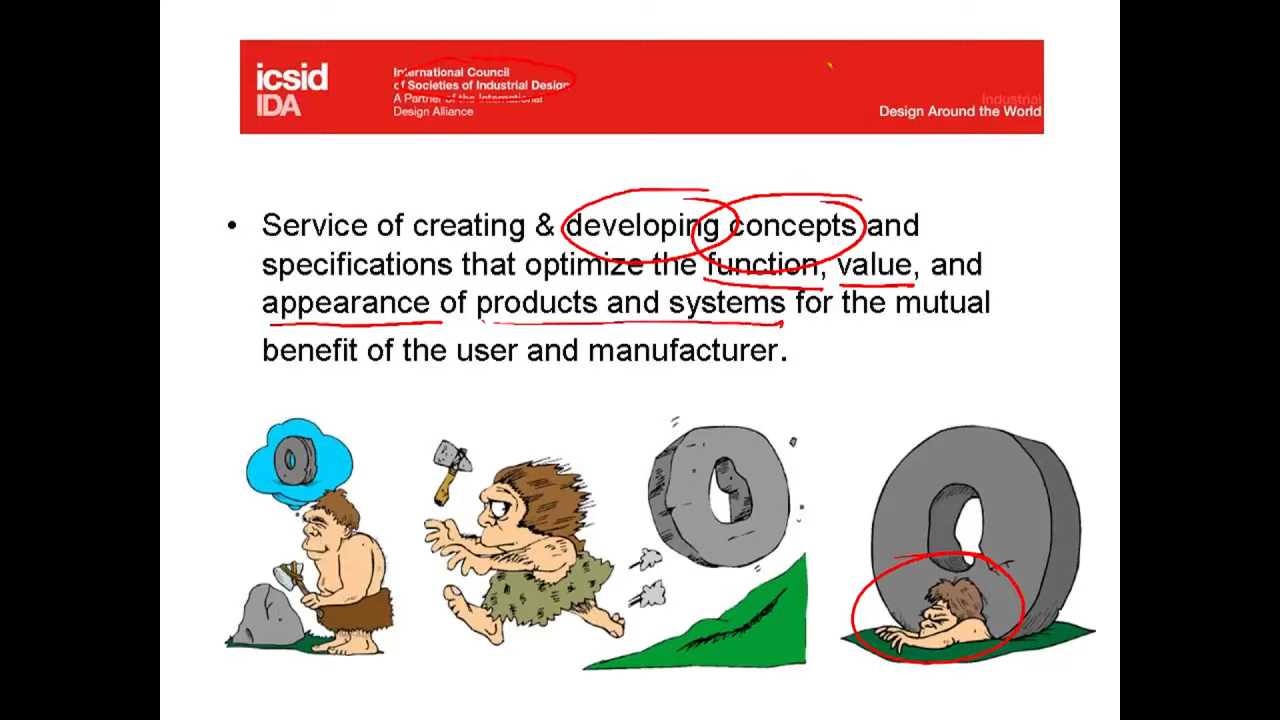 icsid
IDA
International Council
of Societies of Industrial Design
A Partner of the International
Design Alliance
Industrial
Design Around the World
• Service of creating & developing concepts and
specifications that optimize the function, value, and
appearance of products and systems for the mutual
benefit of the user and manufacturer.